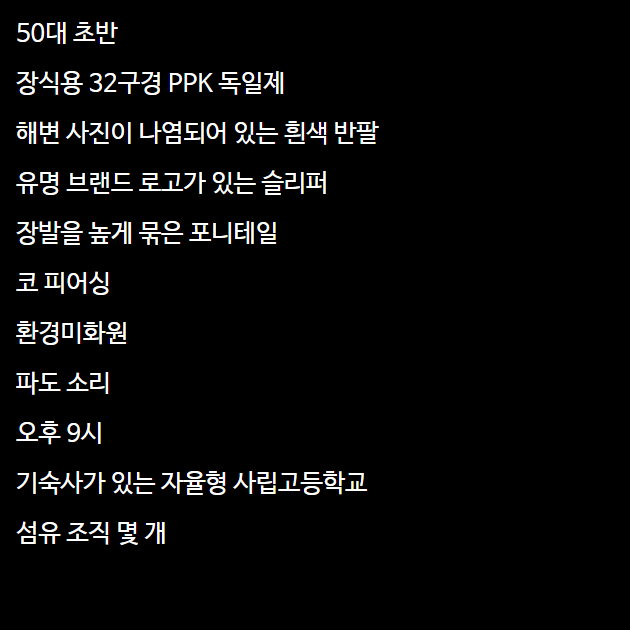 50대 초반
장식용 32구경 PPK 독일제
해변 사진이 나염되어 있는 흰색 반팔
유명 브랜드 로고가 있는 슬리퍼
장발을 높게 묶은 포니테일
코 피어싱
환경미화원
파도 소리
오후 9시
기숙사가 있는 자율형 사립고등학교
섬유 조직 몇 개